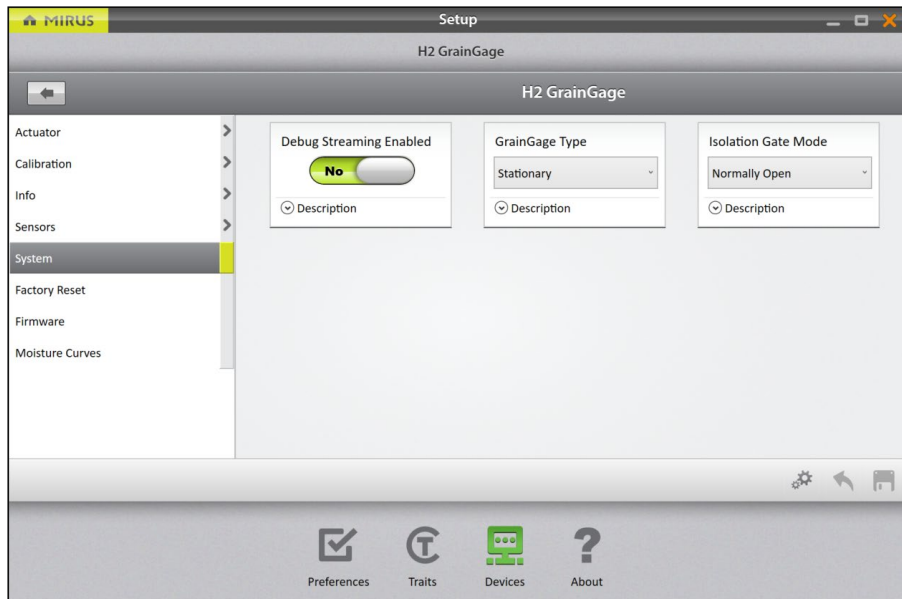 MIRUS
Setup
H2 GrainGage
H2 GrainGage
Actuator
Calibration
Info
Sensors
System
Factory Reset
Firmware
Moisture Curves
Debug Streaming Enabled
No
Description
GrainGage Type
Stationary
Description
Isolation Gate Mode
Normally Open
Description
Preferences
Traits
Devices
About